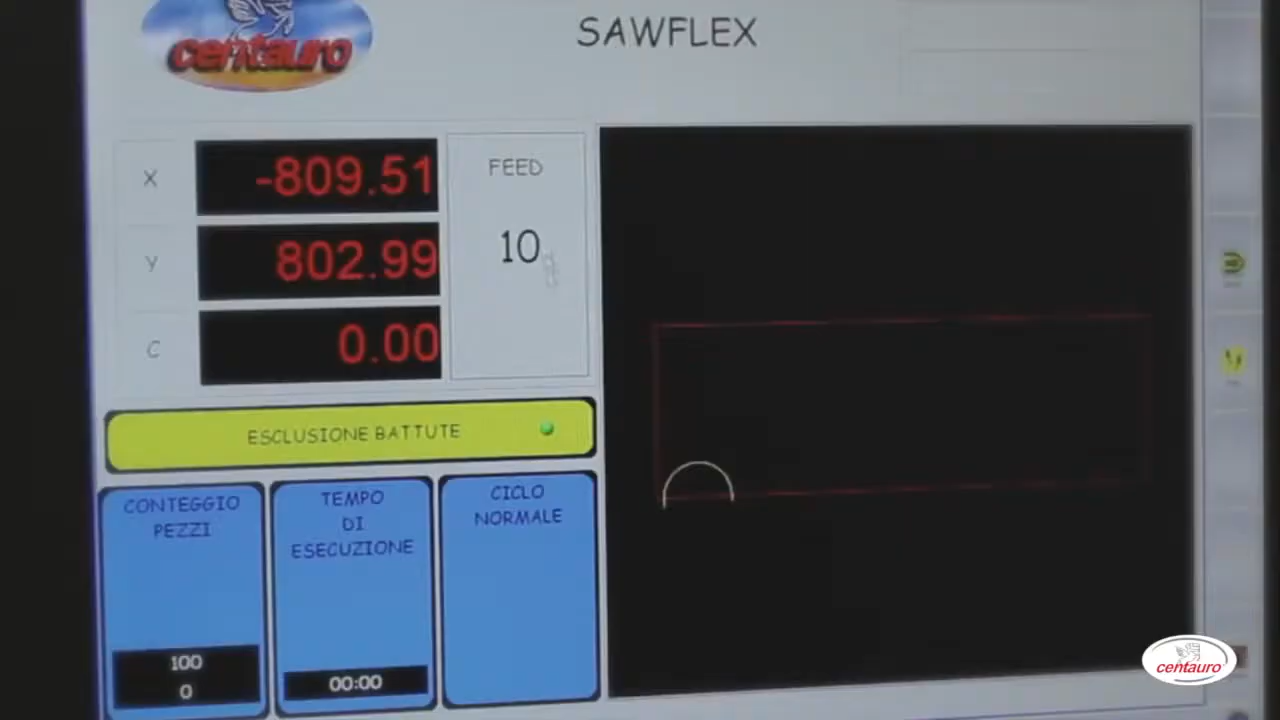 centauro
SAWFLEX
X
-809.51
FEED
Y
802.99
10
C
0.00
ESCLUSIONE BATTUTE
CONTEGGIO
PEZZI
100
0
TEMPO
DI
ESECUZIONE
00:00
CICLO
NORMALE
centauro